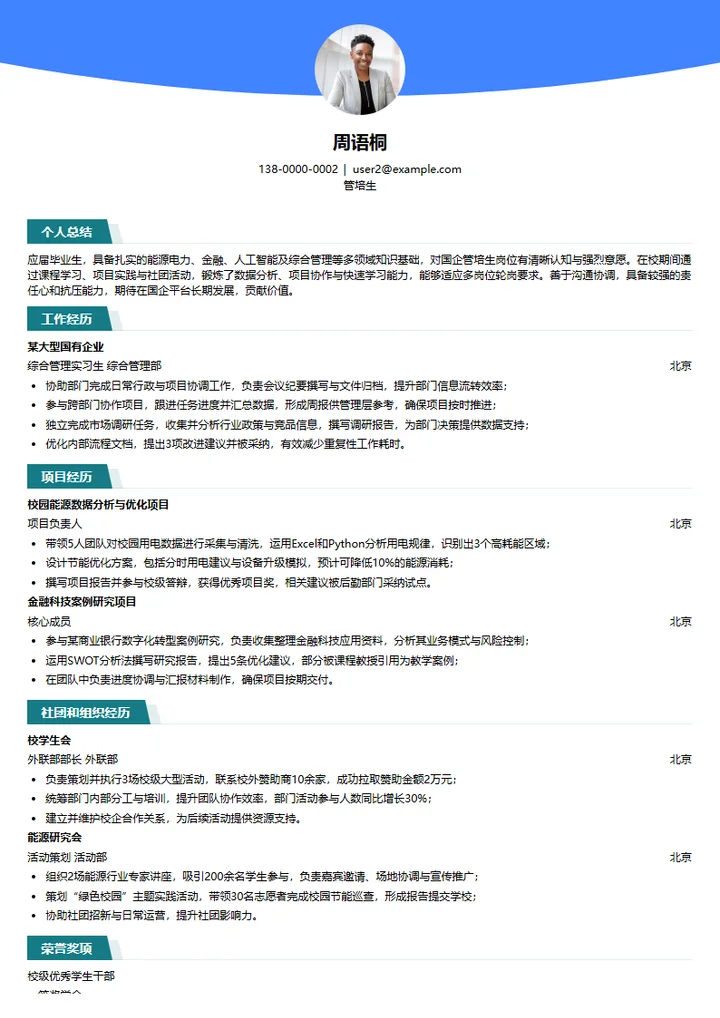 周语桐
138-0000-0002 | user2@example.com
管培生
个人总结
应届毕业生，具备扎实的能源电力、金融、人工智能及综合管理等多领域知识基础，对国企管培生岗位有清晰认知与强烈意愿。在校期间通
过课程学习、项目实践与社团活动，锻炼了数据分析、项目协作与快速学习能力，能够适应多岗位轮岗要求。善于沟通协调，具备较强的责
任心和抗压能力，期待在国企平台长期发展，贡献价值。
工作经历
某大型国有企业
综合管理实习生 综合管理部 北京
• 协助部门完成日常行政与项目协调工作，负责会议纪要撰写与文件归档，提升部门信息流转效率；
• 参与跨部门协作项目，跟进任务进度并汇总数据，形成周报供管理层参考，确保项目按时推进；
• 独立完成市场调研任务，收集并分析行业政策与竞品信息，撰写调研报告，为部门决策提供数据支持；
• 优化内部流程文档，提出3项改进建议并被采纳，有效减少重复性工作耗时。
项目经历
校园能源数据分析与优化项目
项目负责人 北京
• 带领5人团队对校园用电数据进行采集与清洗，运用Excel和Python分析用电规律，识别出3个高耗能区域；
• 设计节能优化方案，包括分时用电建议与设备升级模拟，预计可降低10%的能源消耗；
• 撰写项目报告并参与校级答辩，获得优秀项目奖，相关建议被后勤部门采纳试点。
金融科技案例研究项目
核心成员 北京
• 参与某商业银行数字化转型案例研究，负责收集整理金融科技应用资料，分析其业务模式与风险控制；
• 运用SWOT分析法撰写研究报告，提出5条优化建议，部分被课程教授引用为教学案例；
• 在团队中负责进度协调与汇报材料制作，确保项目按期交付。
社团和组织经历
校学生会
外联部部长 外联部 北京
• 负责策划并执行3场校级大型活动，联系校外赞助商10余家，成功拉取赞助金额2万元；
• 统筹部门内部分工与培训，提升团队协作效率，部门活动参与人数同比增长30%；
• 建立并维护校企合作关系，为后续活动提供资源支持。
能源研究会
活动策划 活动部 北京
• 组织2场能源行业专家讲座，吸引200余名学生参与，负责嘉宾邀请、场地协调与宣传推广；
• 策划“绿色校园”主题实践活动，带领30名志愿者完成校园节能巡查，形成报告提交学校；
• 协助社团招新与日常运营，提升社团影响力。
荣誉奖项
校级优秀学生干部